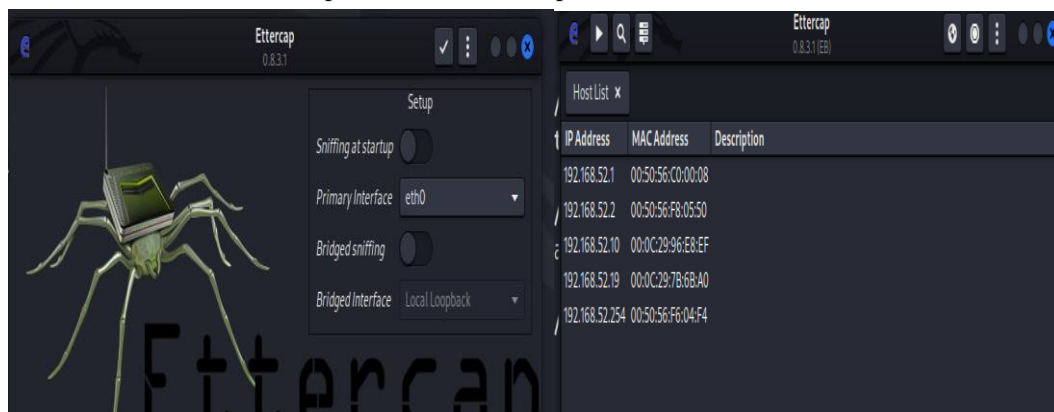 Ettercap
0.8.3.1
Setup
Sniffing at startup
Primary Interface eth0
Bridged sniffing
Bridged Interface Local Loopback
Ettercap
Ettercap
0.8.3.1 (EB)
Host List ×
IP Address MAC Address Description
192.168.52.1 00:50:56:C0:00:08
192.168.52.2 00:50:56:F8:05:50
192.168.52.10 00:0C:29:96:E8:EF
192.168.52.19 00:0C:29:7B:6B:A0
192.168.52.254 00:50:56:F6:04:F4